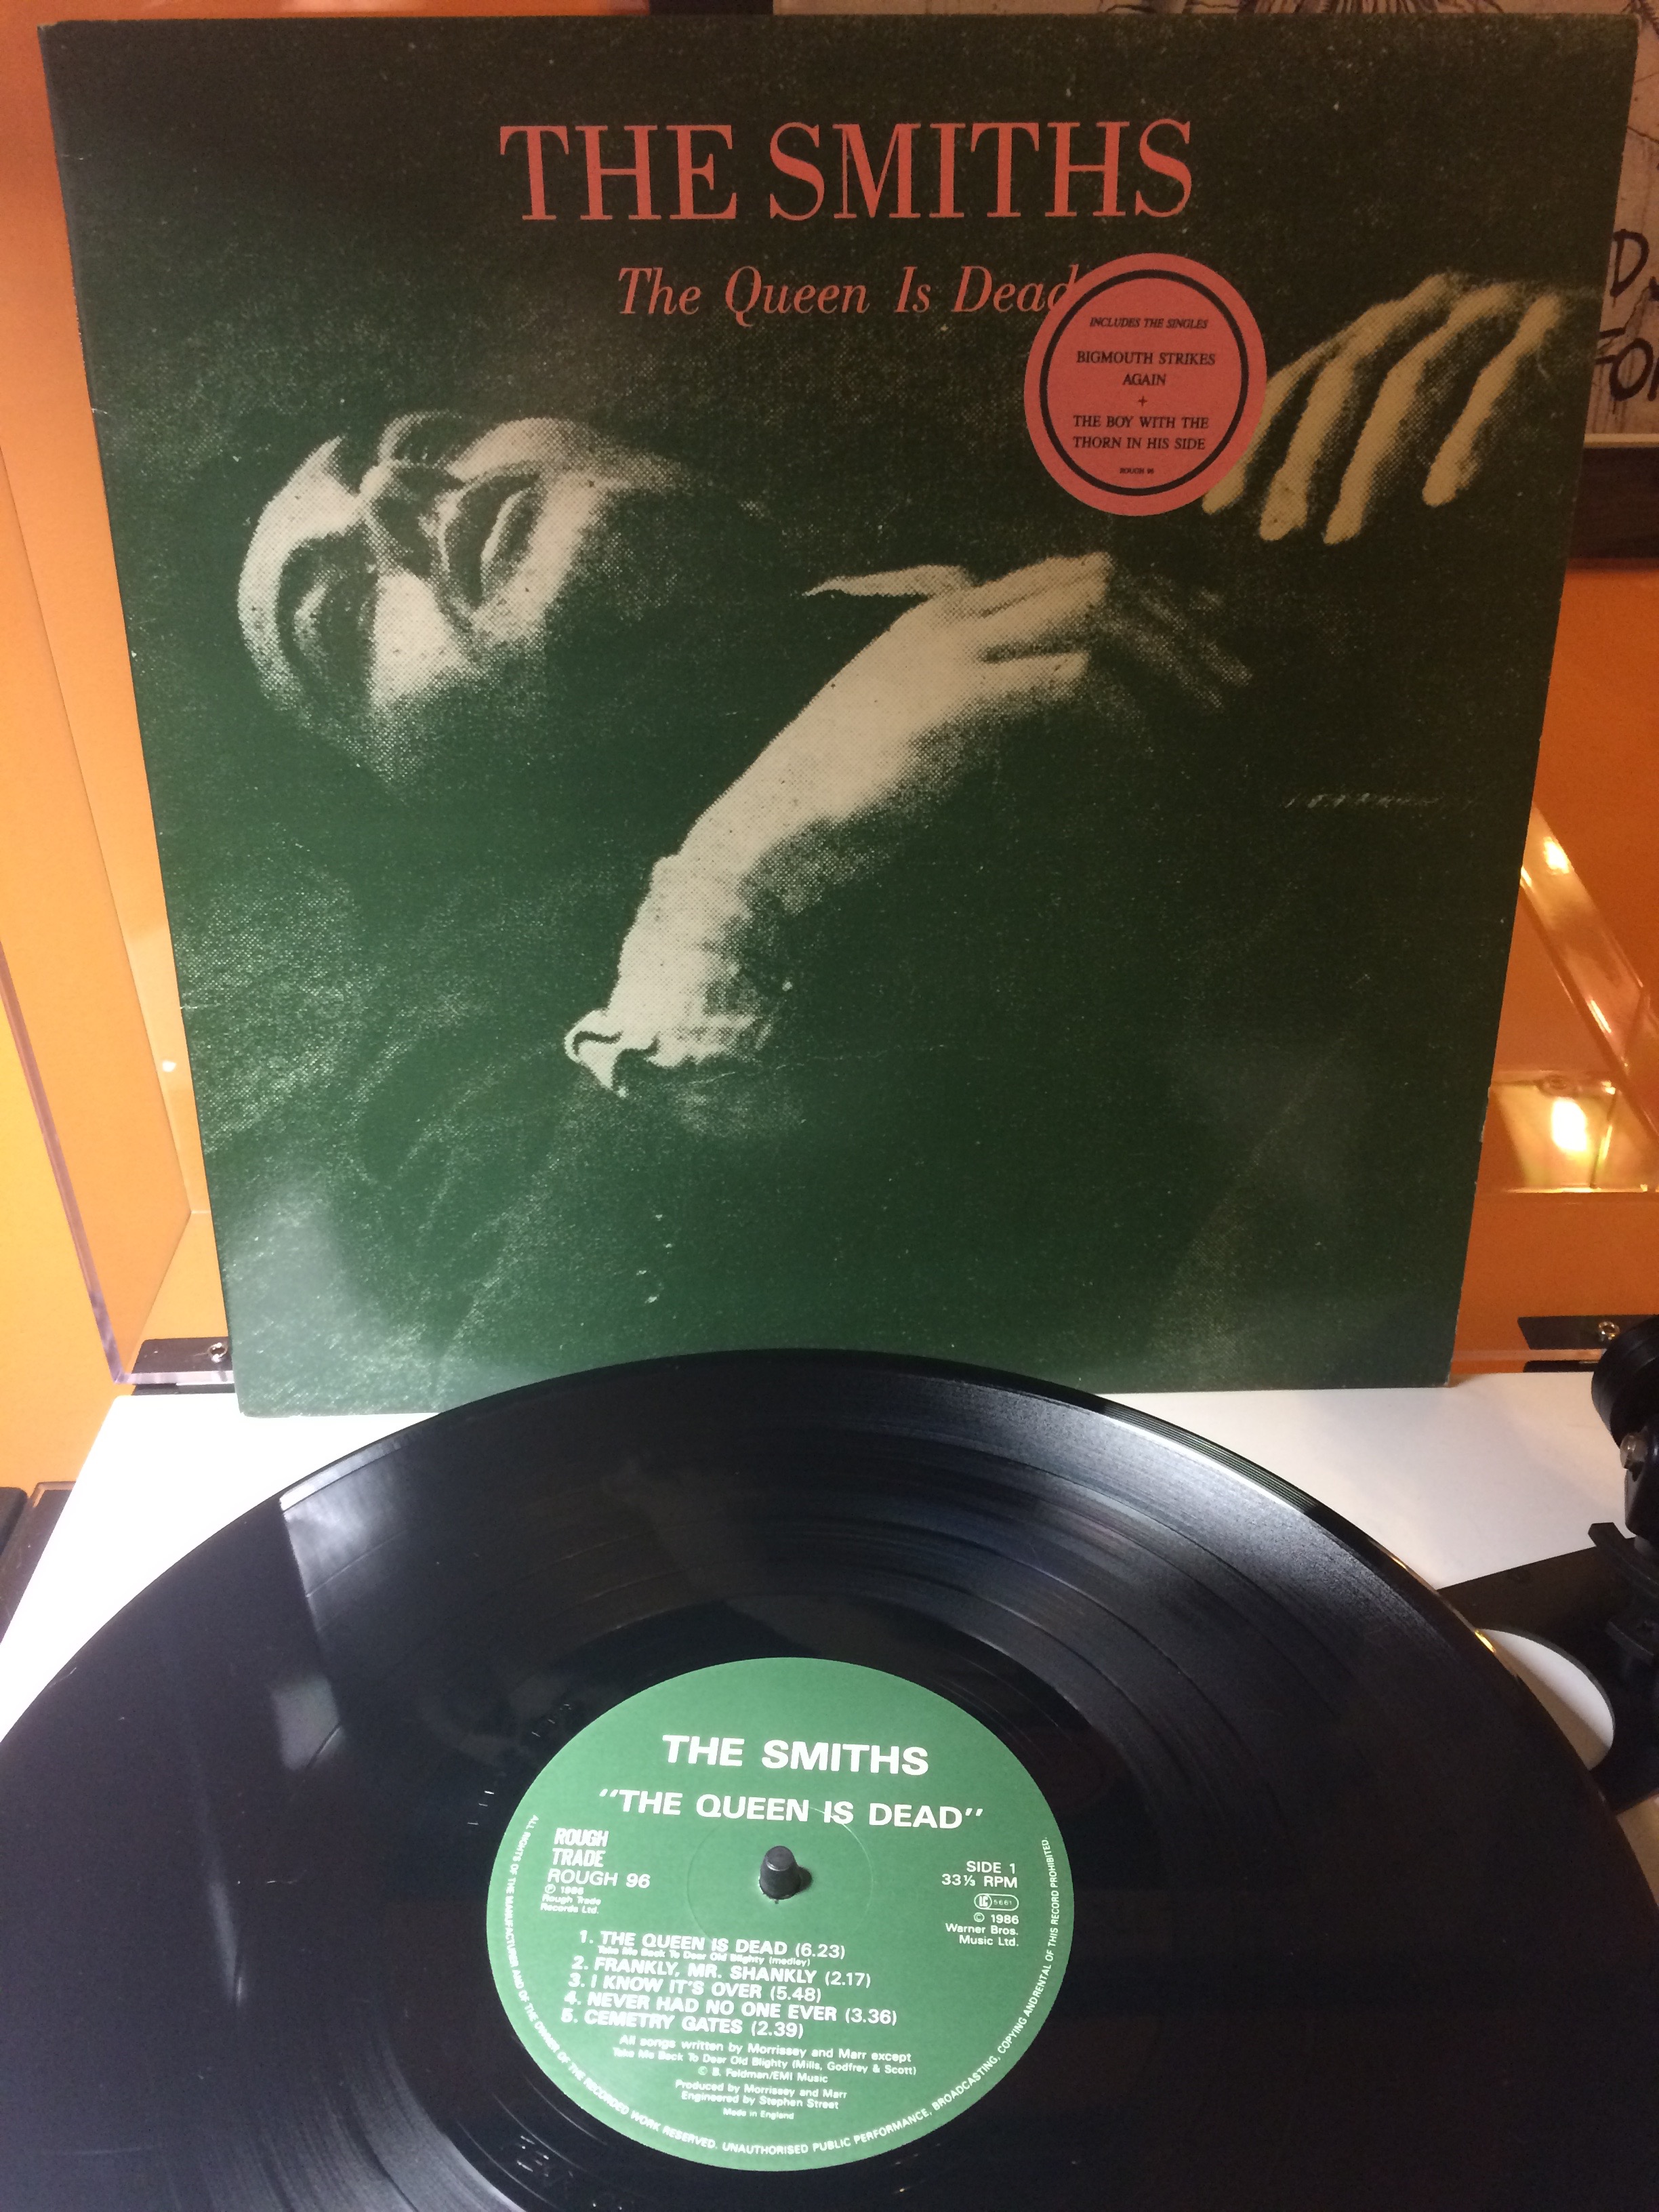 THE SMITHS
The Queen Is Dead
INCLUDES THE SINGLES
BIGMOUTH STRIKES
AGAIN
+
THE BOY WITH THE
THORN IN HIS SIDE
ROUGH 96
THE SMITHS
"THE QUEEN IS DEAD"
ROUGH
TRADE
ROUGH 96
℗ 1986
Rough Trade
Records Ltd.
SIDE 1
33⅓ RPM
LC 5661
© 1986
Warner Bros.
Music Ltd.
1. THE QUEEN IS DEAD (6.23)
Take Me Back To Dear Old Blighty (medley)
2. FRANKLY, MR. SHANKLY (2.17)
3. I KNOW IT'S OVER (5.48)
4. NEVER HAD NO ONE EVER (3.36)
5. CEMETRY GATES (2.39)
All songs written by Morrissey and Marr except
Take Me Back To Dear Old Blighty (Mills, Godfrey & Scott)
© B. Feldman/EMI Music
Produced by Morrissey and Marr
Engineered by Stephen Street
Made in England
ALL RIGHTS OF THE MANUFACTURER AND OF THE OWNER OF THE RECORDED WORK RESERVED. UNAUTHORISED PUBLIC PERFORMANCE, BROADCASTING, COPYING AND RENTAL OF THIS RECORD PROHIBITED.